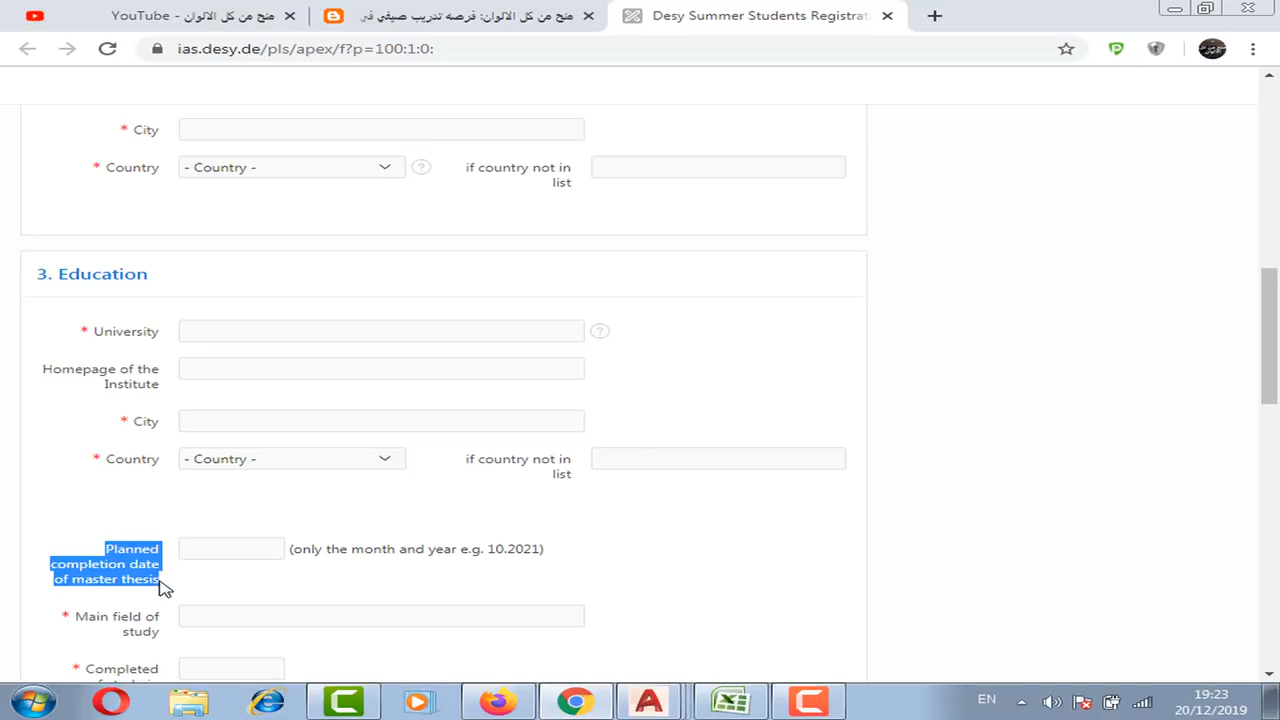 منح من كل الالوان - YouTube
منح من كل الالوان: فرصه تدريب صيفي في
Desy Summer Students Registrat
ias.desy.de/pls/apex/f?p=100:1:0:
* City
* Country
- Country -
?
if country not in
list
3. Education
* University
?
Homepage of the
Institute
* City
* Country
- Country -
if country not in
list
Planned
completion date
of master thesis
(only the month and year e.g. 10.2021)
* Main field of
study
* Completed
EN
19:23
20/12/2019